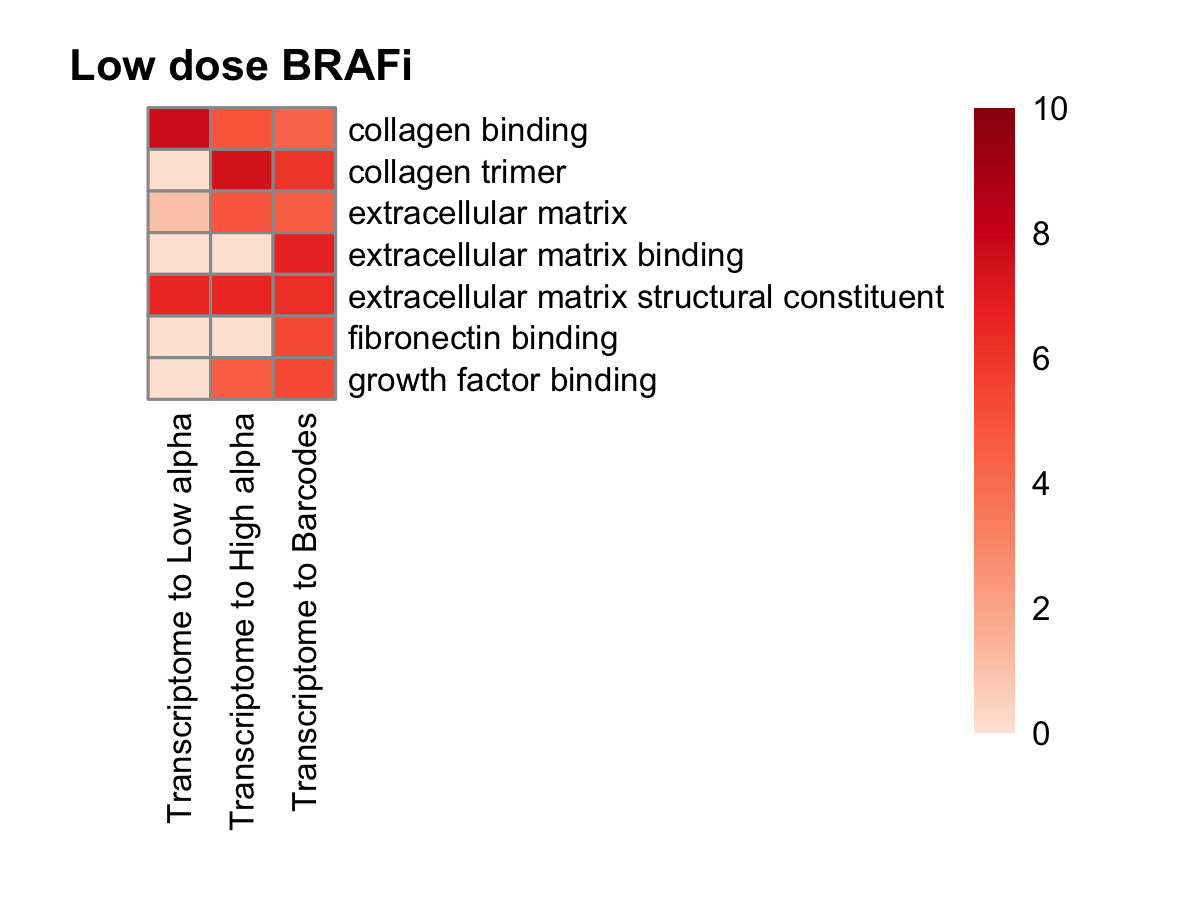 Low dose BRAFi
collagen binding
collagen trimer
extracellular matrix
extracellular matrix binding
extracellular matrix structural constituent
fibronectin binding
growth factor binding
Transcriptome to Low alpha
Transcriptome to High alpha
Transcriptome to Barcodes
10
8
6
4
2
0